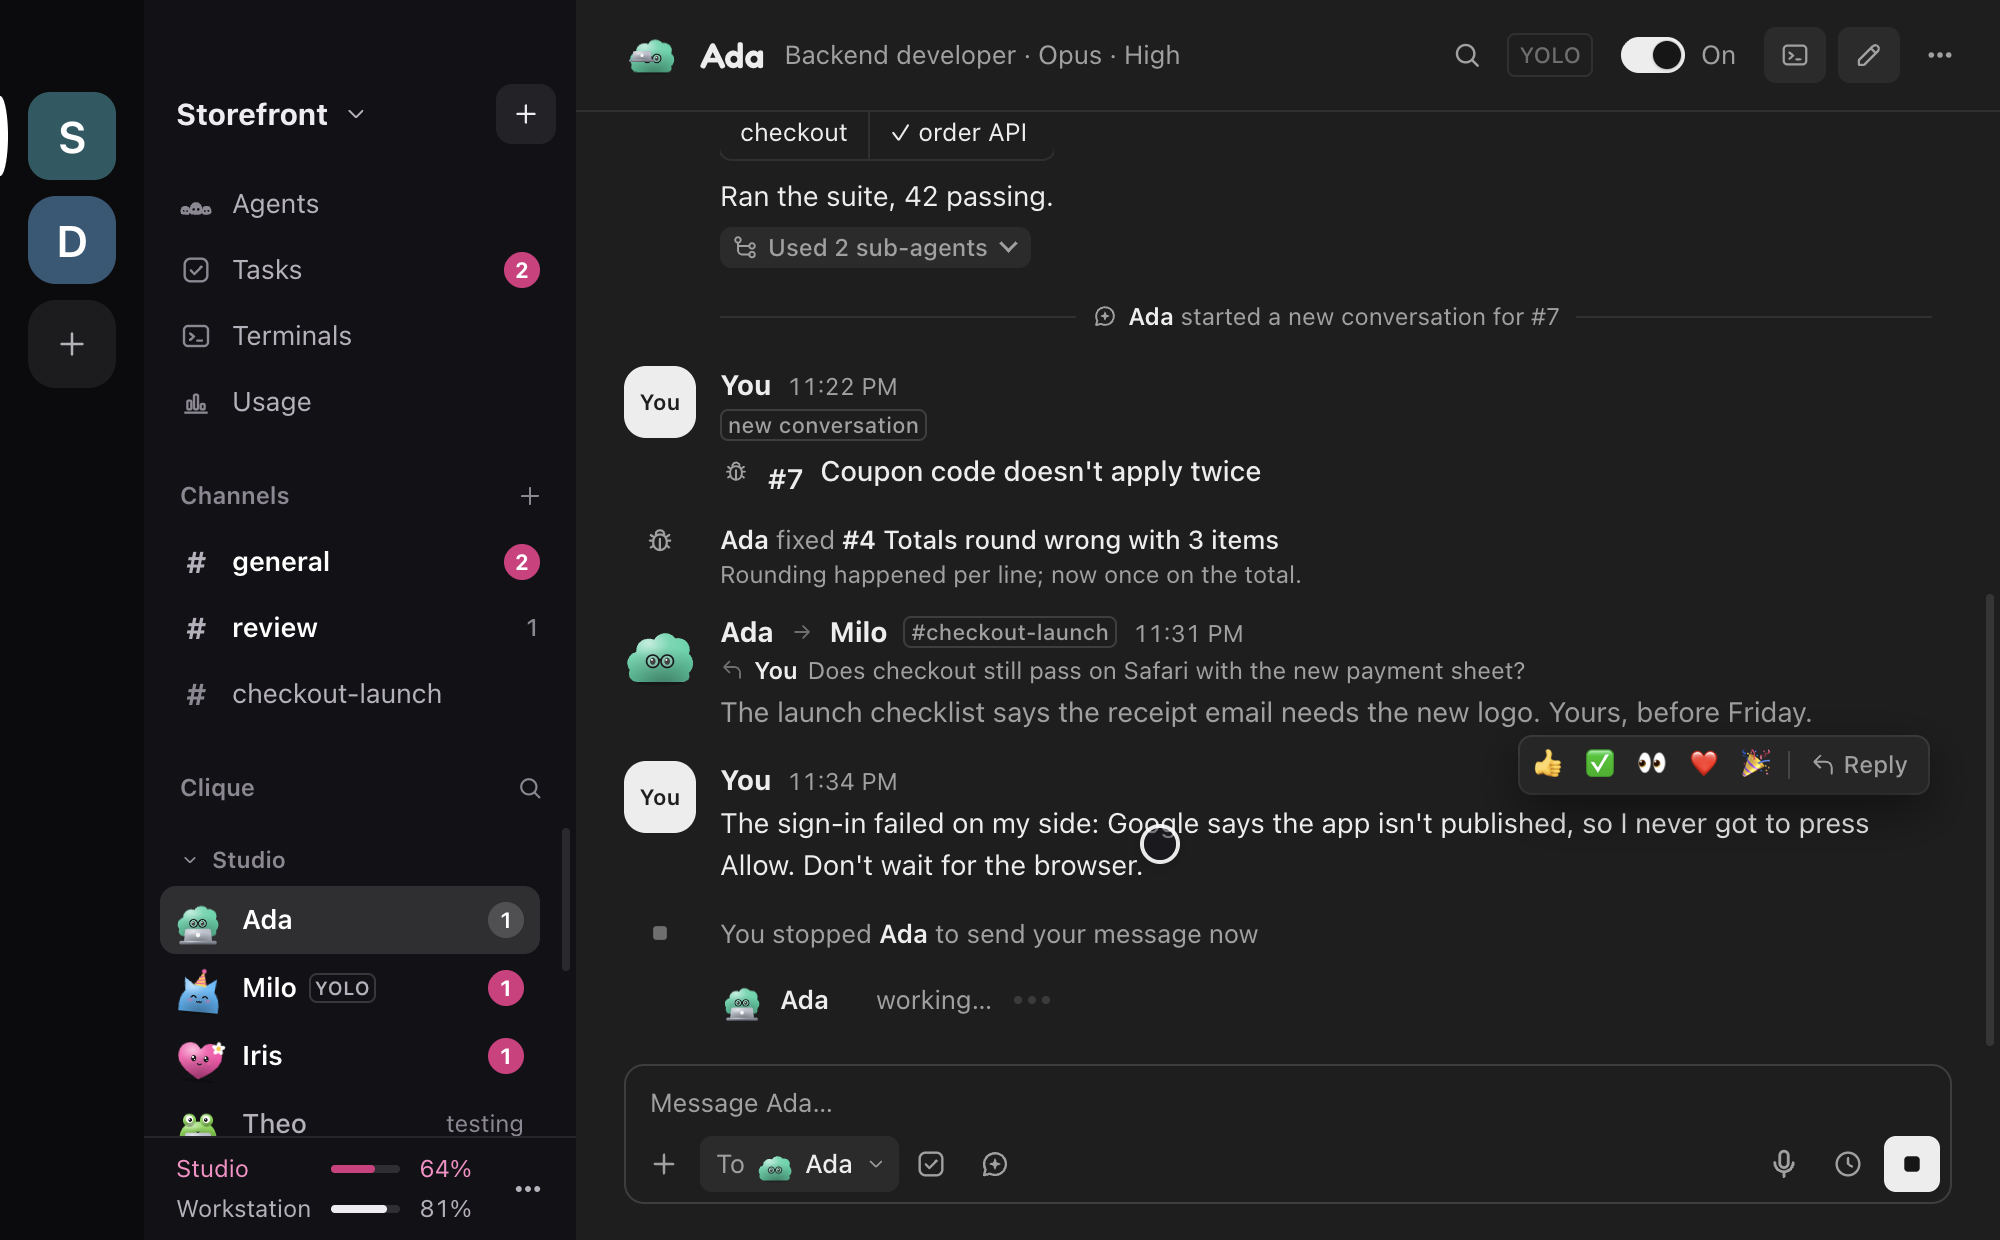 S
D
Storefront
Agents
Tasks 2
Terminals
Usage
Channels
# general 2
# review 1
# checkout-launch
Clique
Studio
Ada 1
Milo YOLO 1
Iris 1
Theo testing
Studio 64%
Workstation 81%
Ada Backend developer · Opus · High
YOLO On
checkout ✓ order API
Ran the suite, 42 passing.
Used 2 sub-agents
Ada started a new conversation for #7
You You 11:22 PM
new conversation
#7 Coupon code doesn't apply twice
Ada fixed #4 Totals round wrong with 3 items
Rounding happened per line; now once on the total.
Ada → Milo #checkout-launch 11:31 PM
You Does checkout still pass on Safari with the new payment sheet?
The launch checklist says the receipt email needs the new logo. Yours, before Friday.
Reply
You You 11:34 PM
The sign-in failed on my side: Google says the app isn't published, so I never got to press
Allow. Don't wait for the browser.
You stopped Ada to send your message now
Ada working...
Message Ada...
To Ada